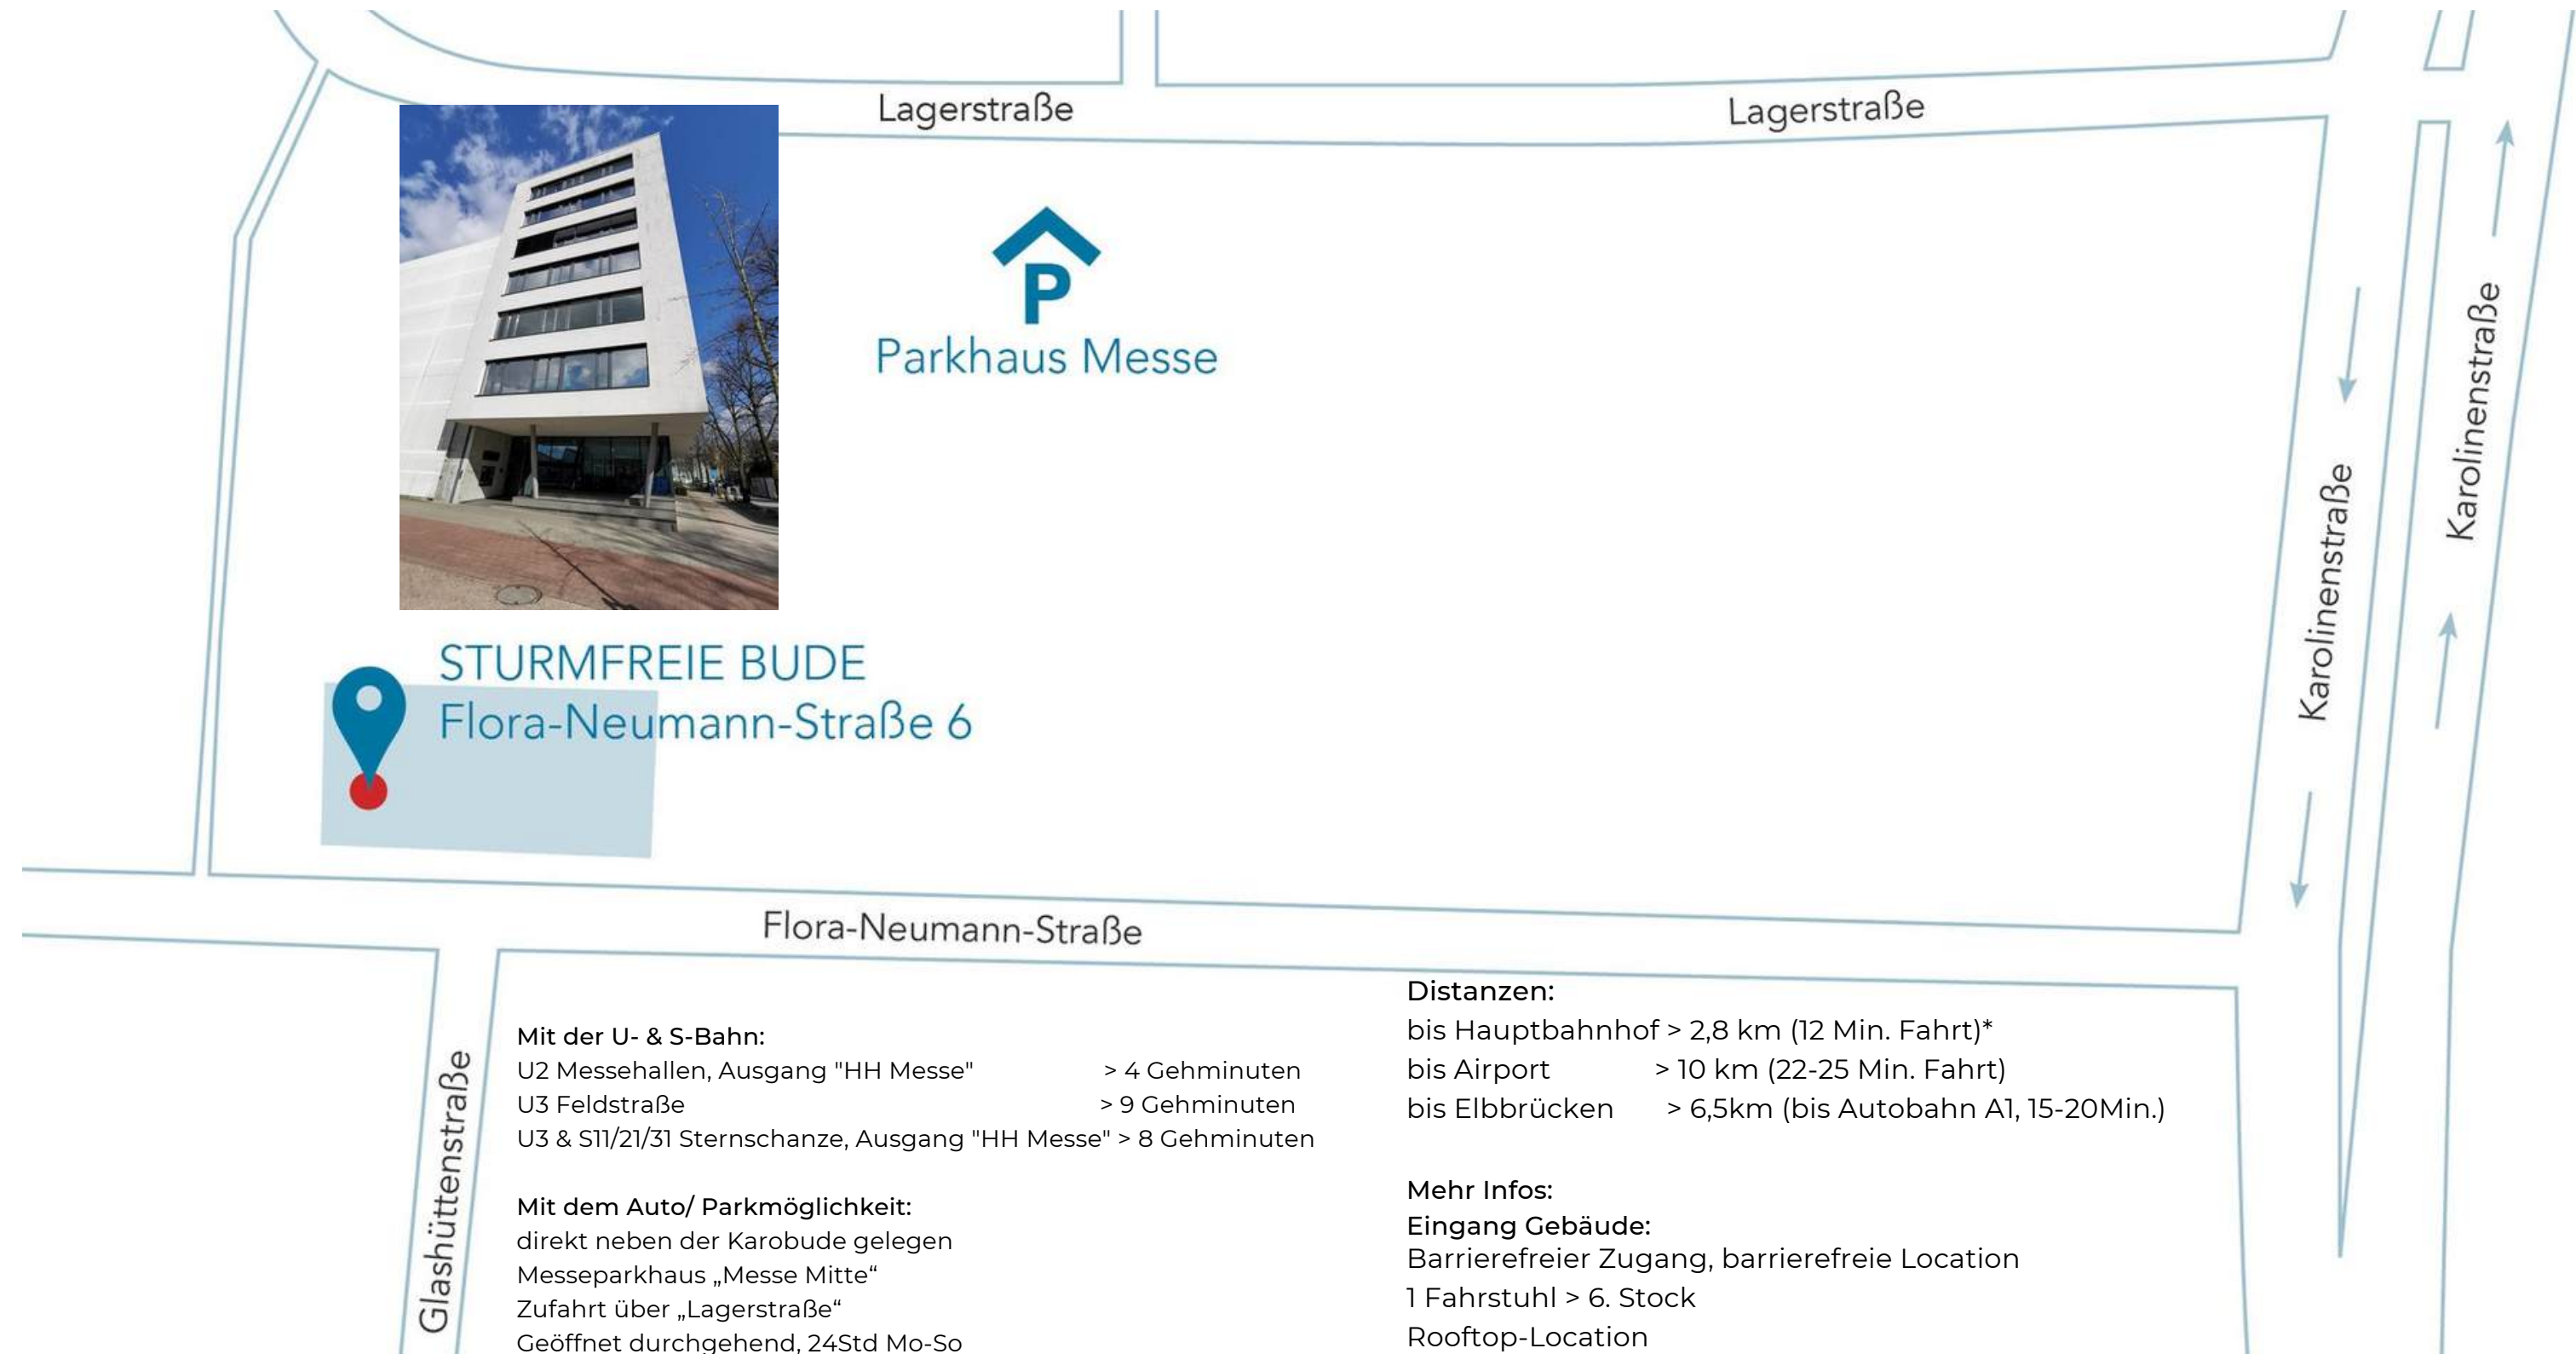 Lagerstraße
Lagerstraße
P
Parkhaus Messe
Karolinenstraße
Karolinenstraße
STURMFREIE BUDE
Flora-Neumann-Straße 6
Flora-Neumann-Straße
Glashüttenstraße
Mit der U- & S-Bahn:
U2 Messehallen, Ausgang "HH Messe" > 4 Gehminuten
U3 Feldstraße > 9 Gehminuten
U3 & S11/21/31 Sternschanze, Ausgang "HH Messe" > 8 Gehminuten
Mit dem Auto/ Parkmöglichkeit:
direkt neben der Karobude gelegen
Messeparkhaus „Messe Mitte“
Zufahrt über „Lagerstraße“
Geöffnet durchgehend, 24Std Mo-So
Distanzen:
bis Hauptbahnhof > 2,8 km (12 Min. Fahrt)*
bis Airport > 10 km (22-25 Min. Fahrt)
bis Elbbrücken > 6,5km (bis Autobahn A1, 15-20Min.)
Mehr Infos:
Eingang Gebäude:
Barrierefreier Zugang, barrierefreie Location
1 Fahrstuhl > 6. Stock
Rooftop-Location